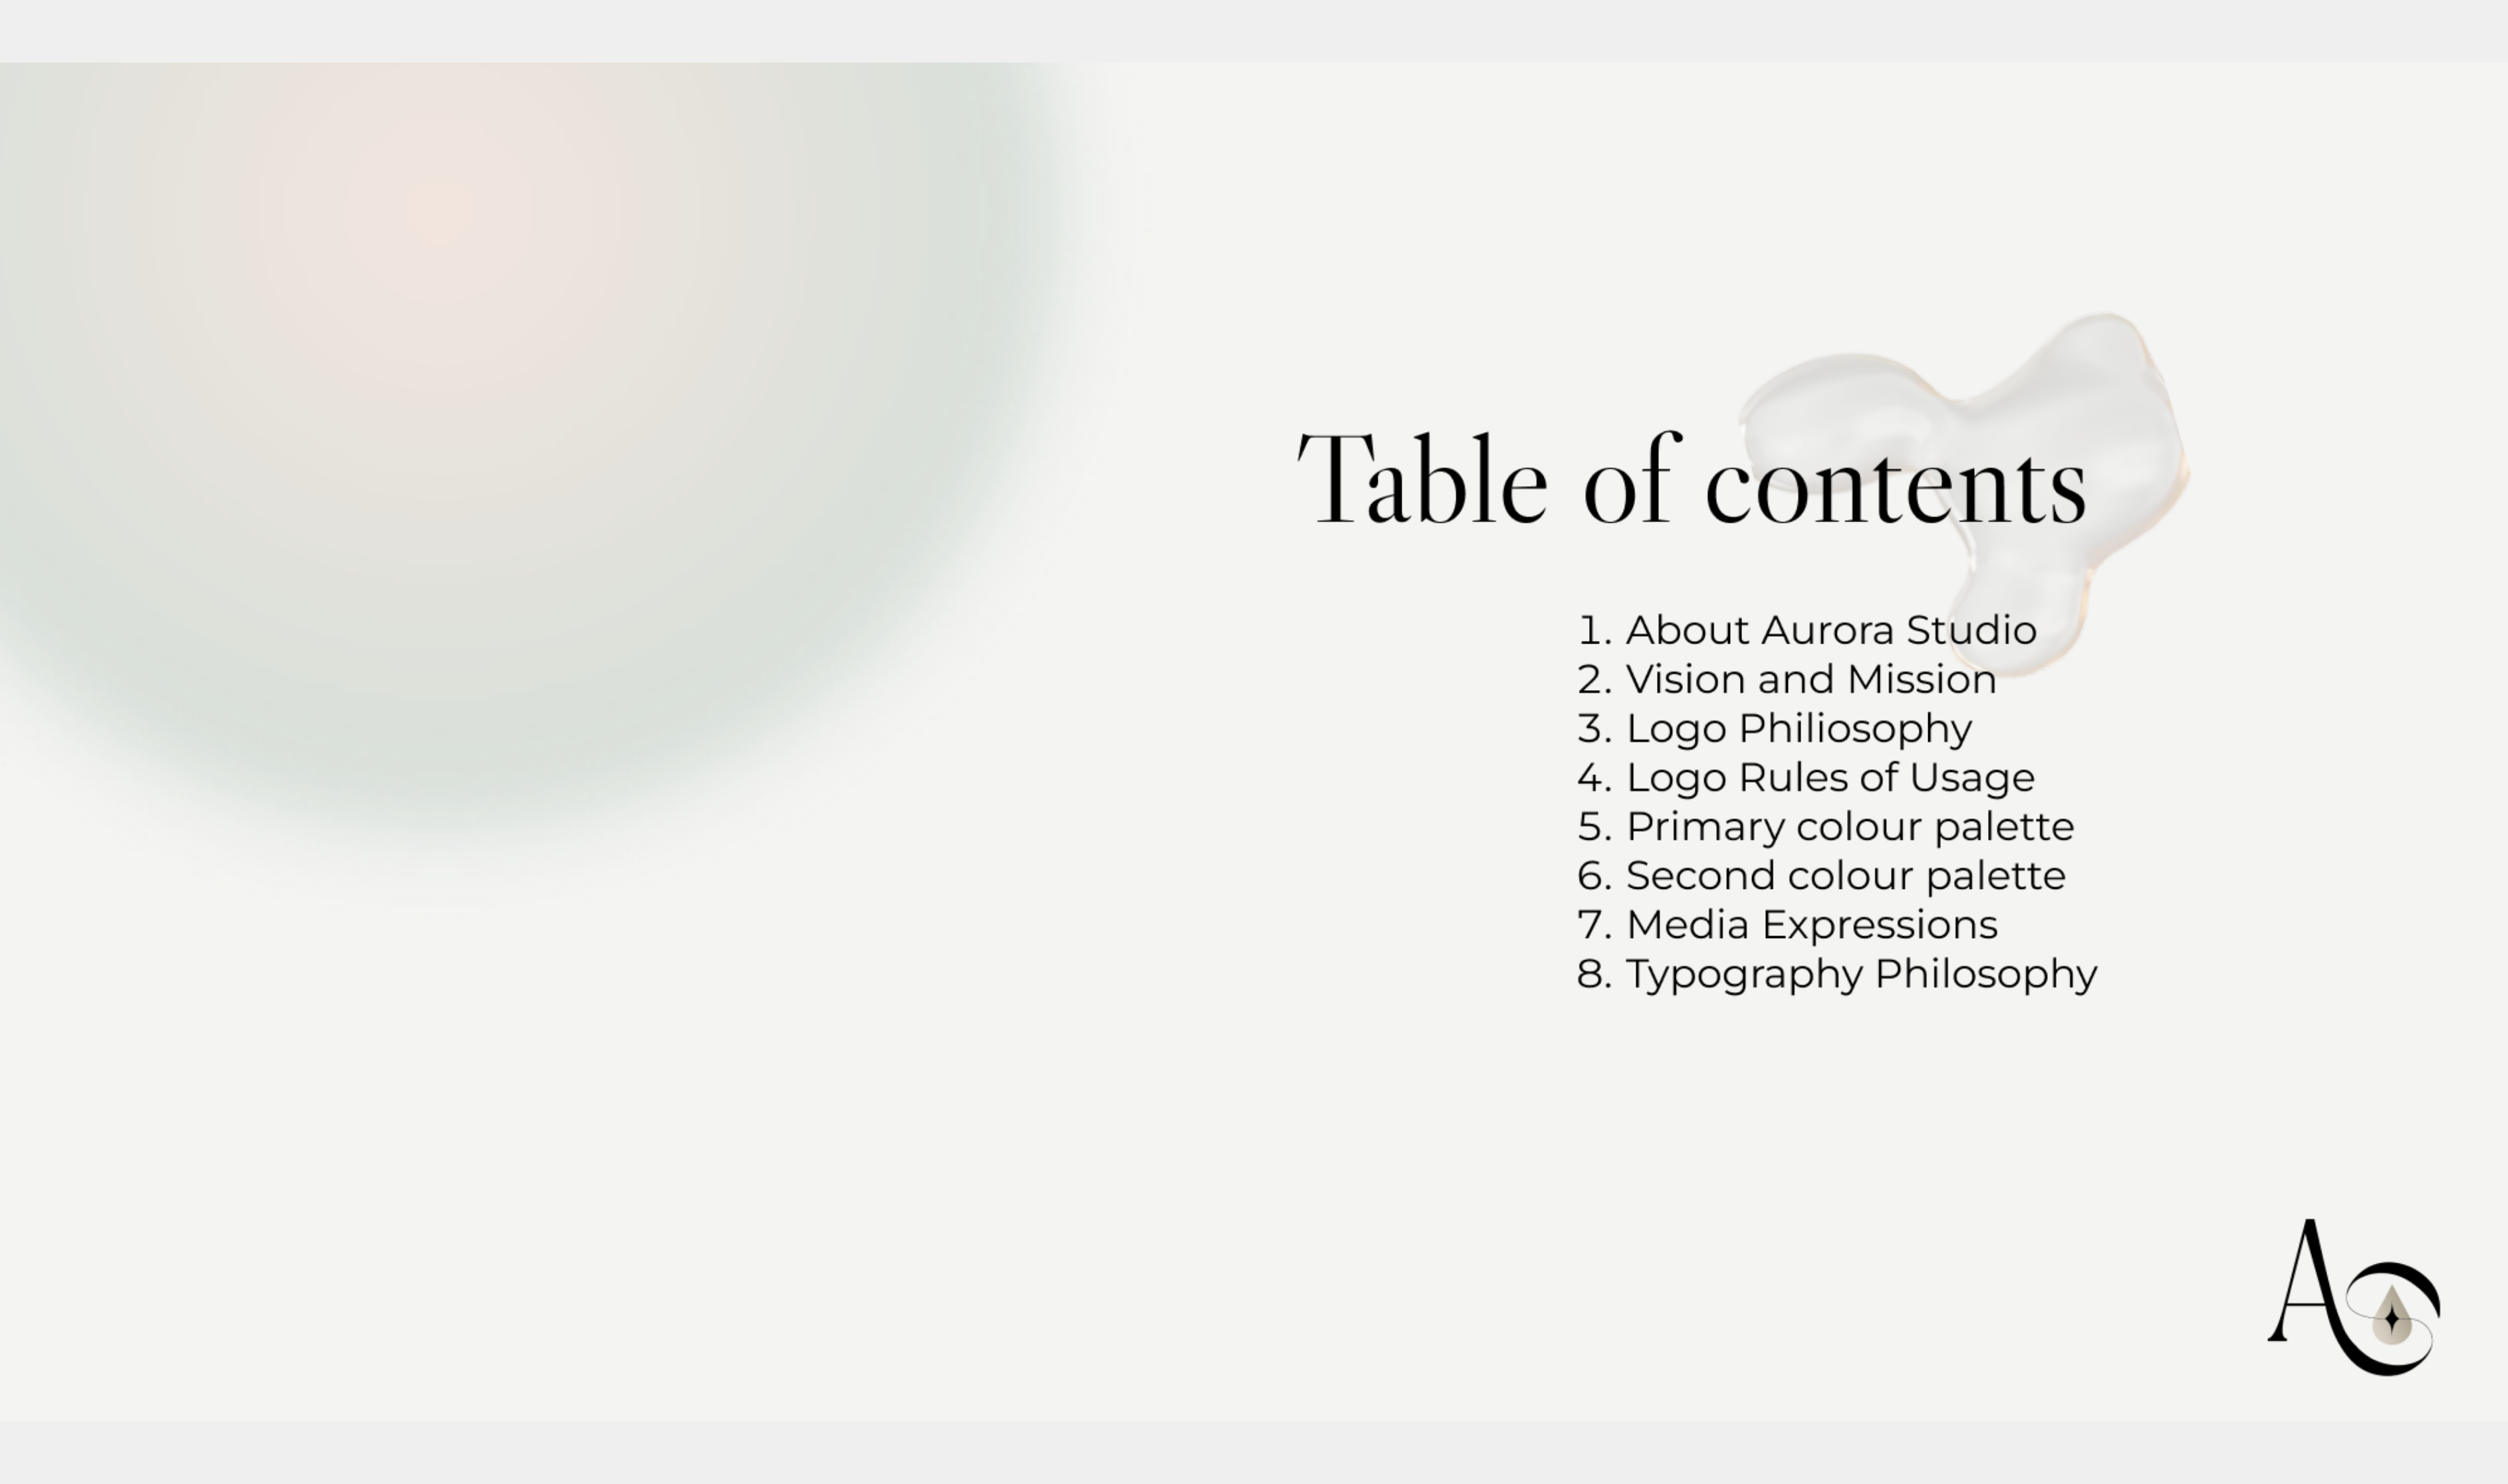 Table of contents
1. About Aurora Studio
2. Vision and Mission
3. Logo Philiosophy
4. Logo Rules of Usage
5. Primary colour palette
6. Second colour palette
7. Media Expressions
8. Typography Philosophy
A